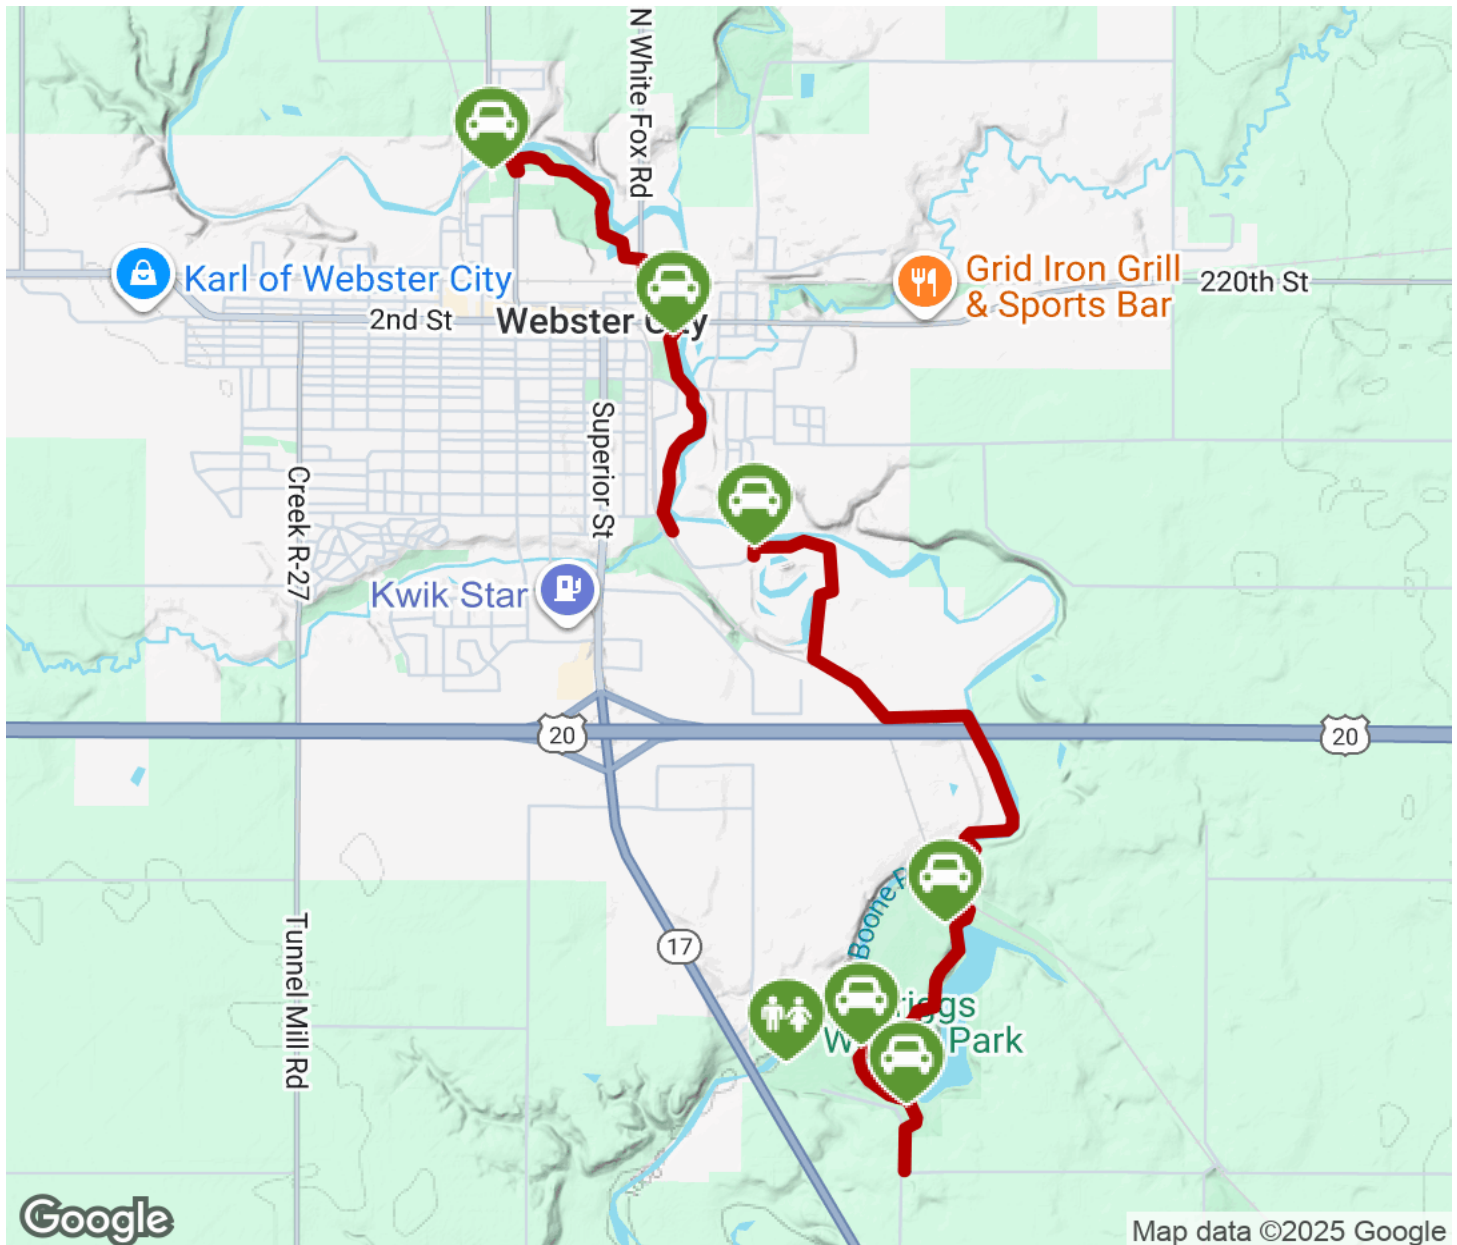 N White Fox Rd
Karl of Webster City
Grid Iron Grill
& Sports Bar
220th St
2nd St
Webster
Superior St
Creek R-27
Kwik Star
20
20
Boone
17
Tunnel Mill Rd
Park
Google
Map data ©2025 Google